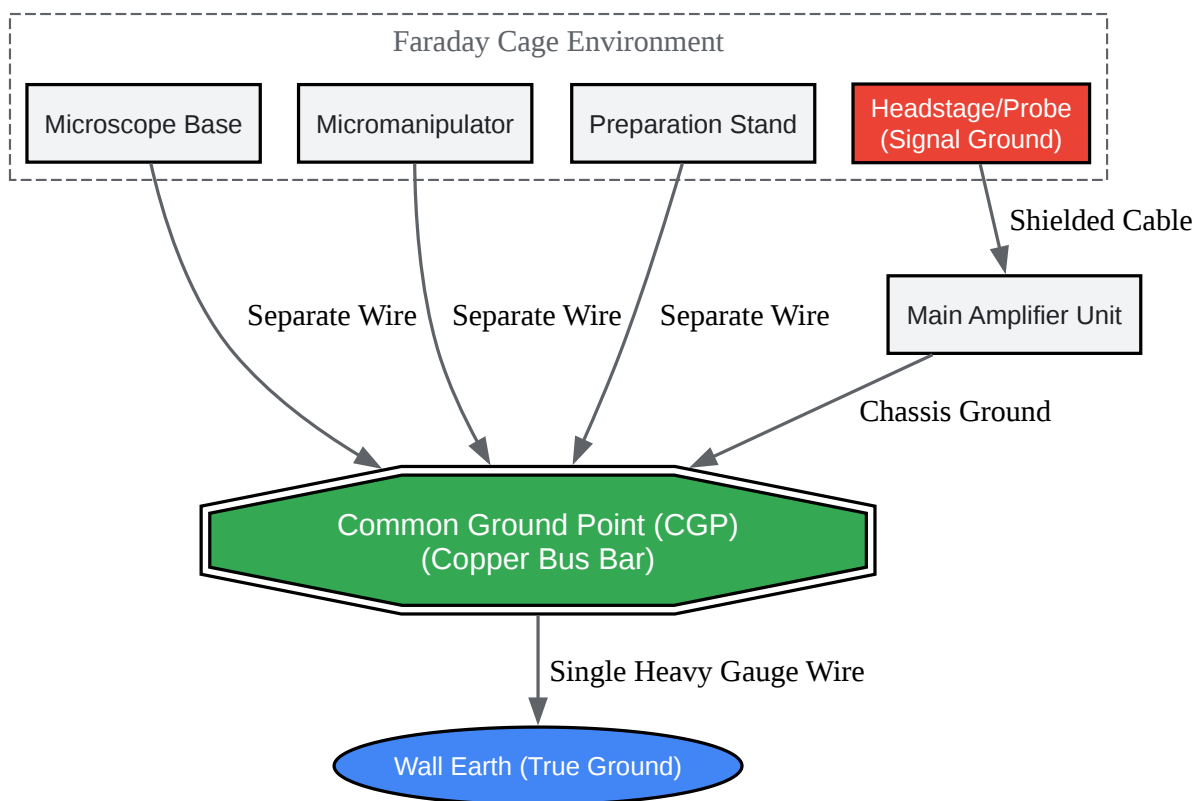 Faraday Cage Environment
Microscope Base
Micromanipulator
Preparation Stand
Headstage/Probe
(Signal Ground)
Shielded Cable
Main Amplifier Unit
Separate Wire
Separate Wire
Separate Wire
Chassis Ground
Common Ground Point (CGP)
(Copper Bus Bar)
Single Heavy Gauge Wire
Wall Earth (True Ground)